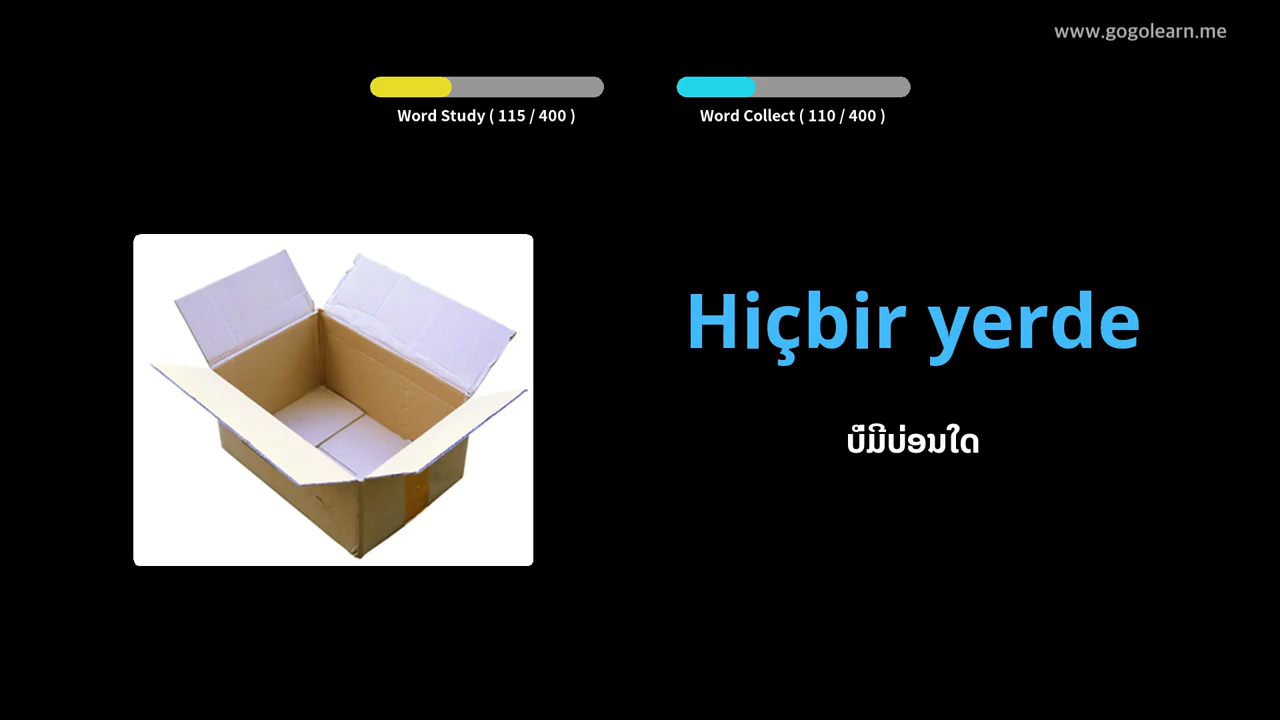 www.gogolearn.me
Word Study ( 115 / 400 )
Word Collect ( 110 / 400 )
Hiçbir yerde
ບໍ່ມີບ່ອນໃດ